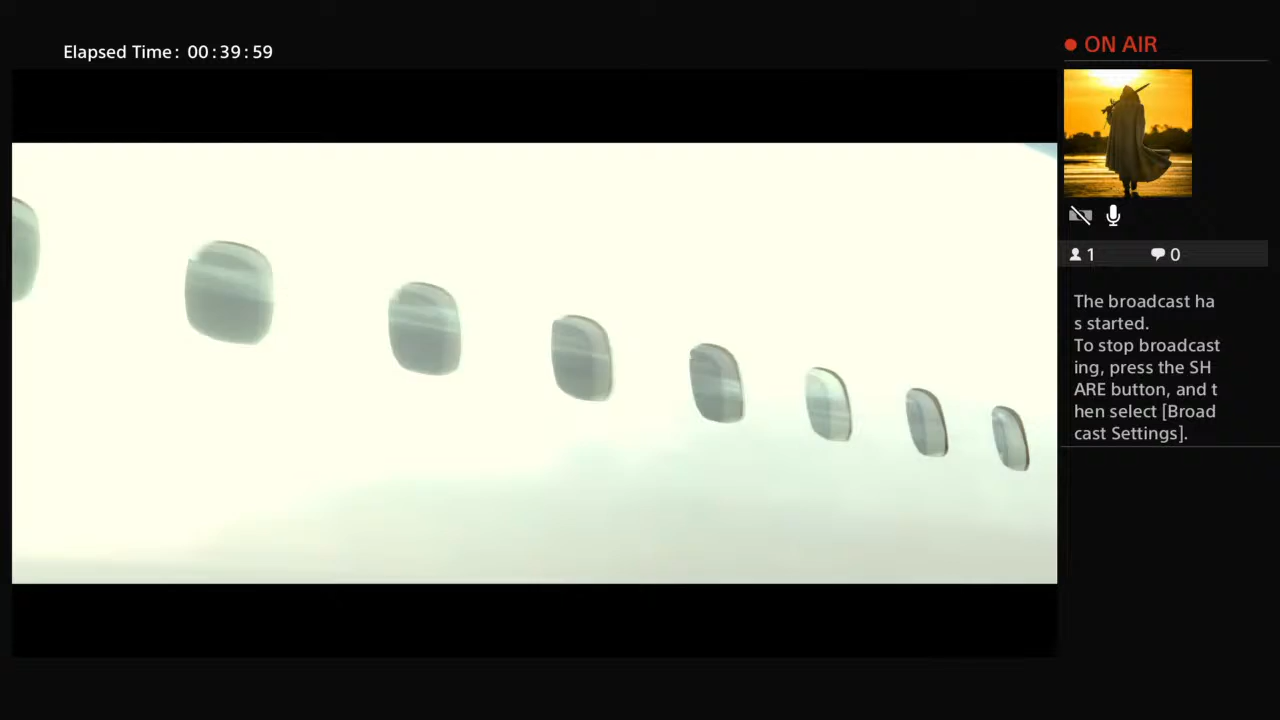 Elapsed Time: 00:39:59
ON AIR
1
0
The broadcast ha
s started.
To stop broadcast
ing, press the SH
ARE button, and t
hen select [Broad
cast Settings].